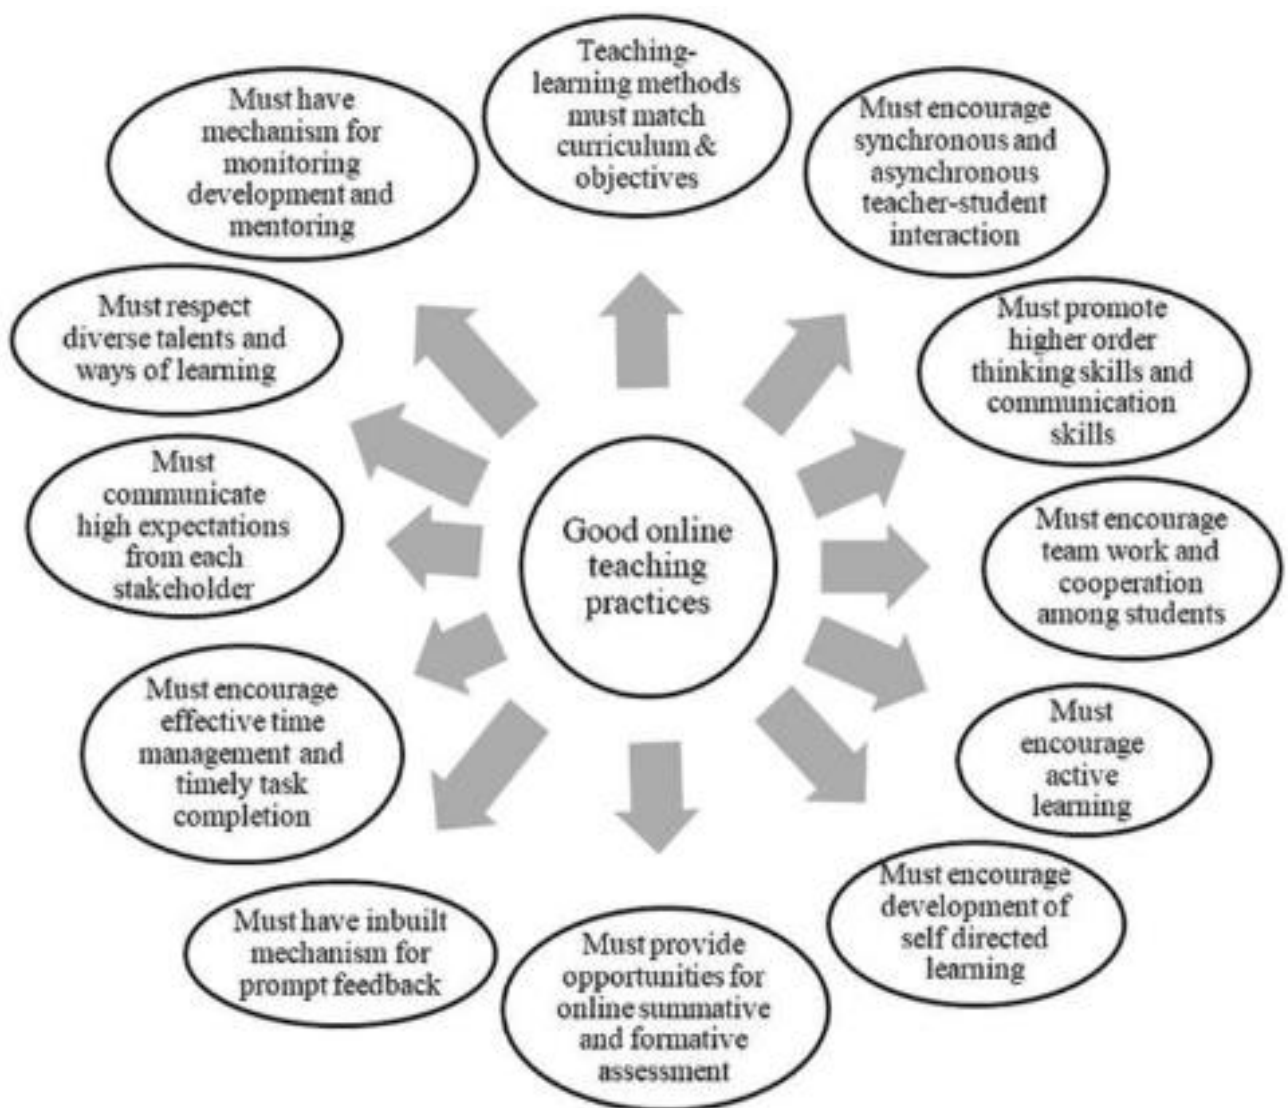 Teaching-
learning methods
must match
curriculum &
objectives
Must encourage
synchronous and
asynchronous
teacher-student
interaction
Must promote
higher order
thinking skills and
communication
skills
Must encourage
team work and
cooperation
among students
Must
encourage
active
learning
Must encourage
development of
self directed
learning
Must provide
opportunities for
online summative
and formative
assessment
Must have inbuilt
mechanism for
prompt feedback
Must encourage
effective time
management and
timely task
completion
Must
communicate
high expectations
from each
stakeholder
Must respect
diverse talents and
ways of learning
Must have
mechanism for
monitoring
development and
mentoring
Good online
teaching
practices